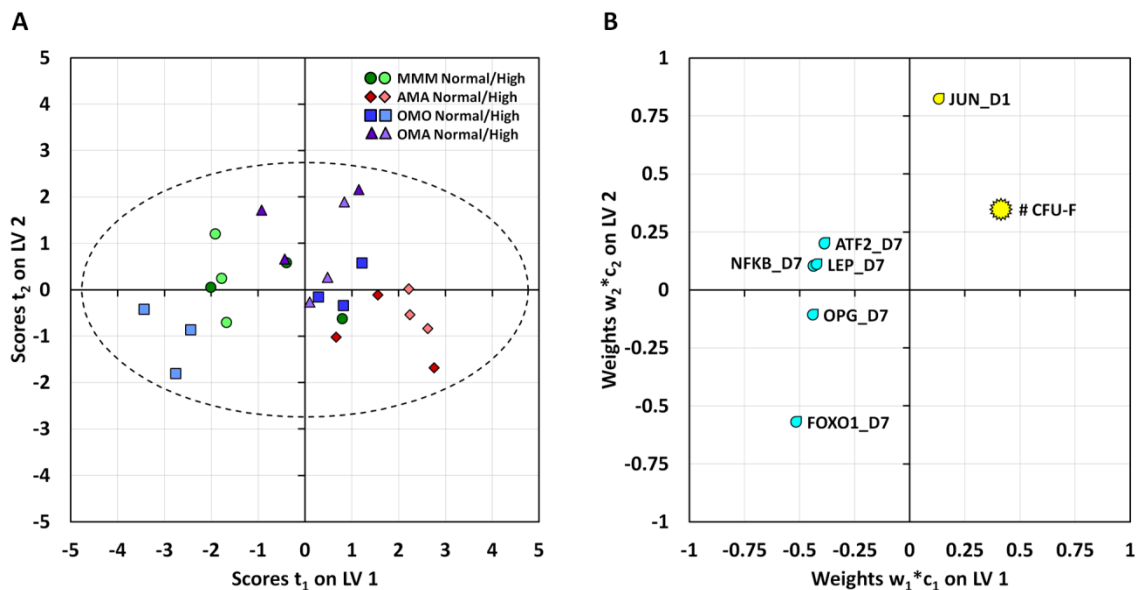 A
5
4
3
2
1
0
-1
-2
-3
-4
-5
-5 -4 -3 -2 -1 0 1 2 3 4 5
Scores t₂ on LV 2
Scores t₁ on LV 1
MMM Normal/High
AMA Normal/High
OMO Normal/High
OMA Normal/High
B
1
0.75
0.5
0.25
0
-0.25
-0.5
-0.75
-1
-1 -0.75 -0.5 -0.25 0 0.25 0.5 0.75 1
Weights w₂*c₂ on LV 2
Weights w₁*c₁ on LV 1
JUN_D1
# CFU-F
ATF2_D7
NFKB_D7 LEP_D7
OPG_D7
FOXO1_D7